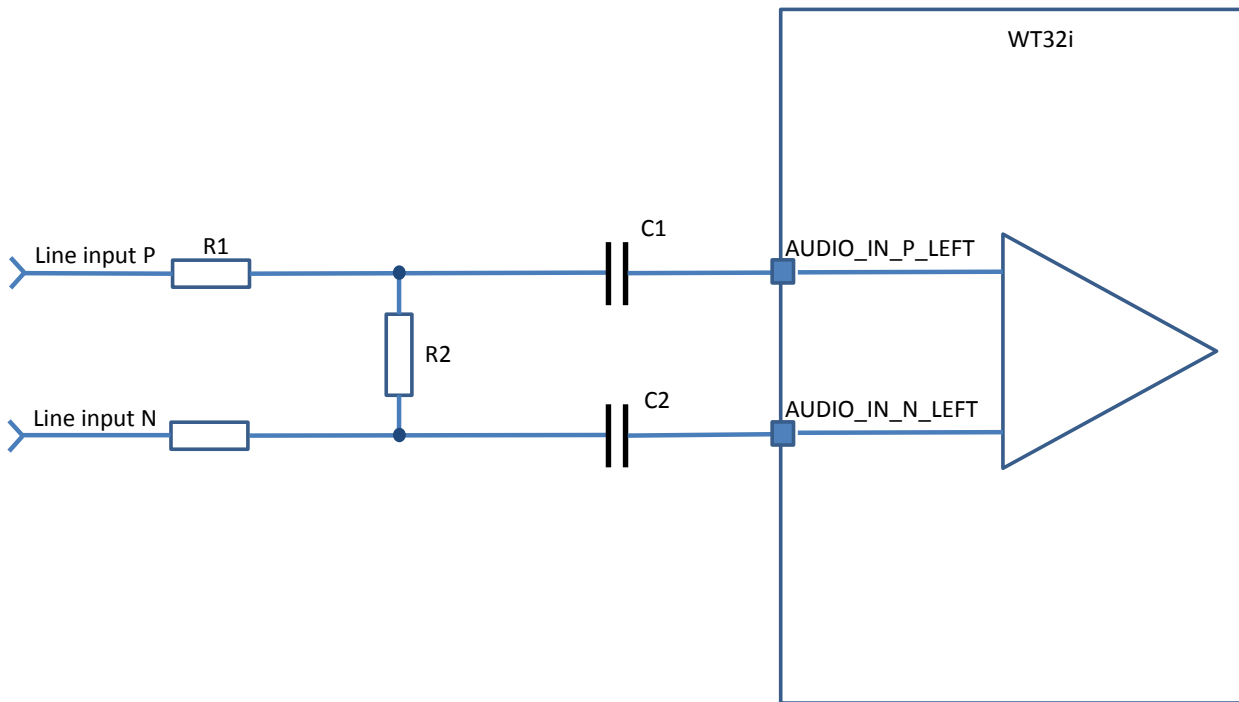 WT32i
C1
Line input P
R1
AUDIO_IN_P_LEFT
R2
C2
Line input N
AUDIO_IN_N_LEFT